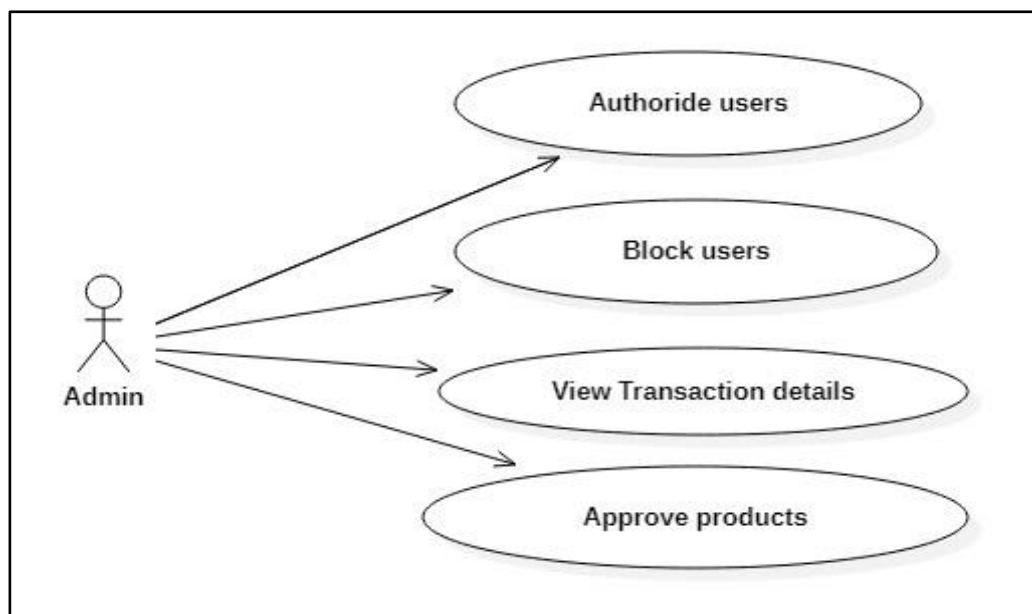 Authoride users
Block users
Admin
View Transaction details
Approve products